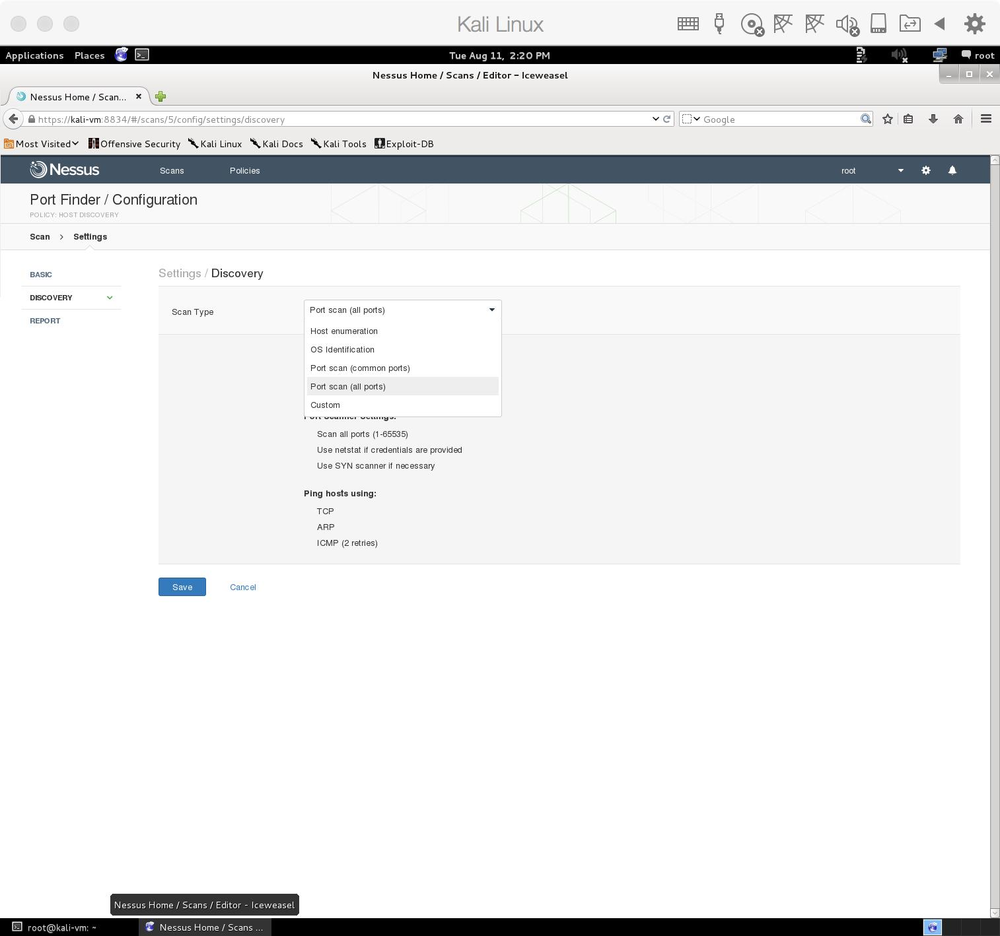 Kali Linux
Applications Places Tue Aug 11, 2:20 PM root
Nessus Home / Scans / Editor - Iceweasel
Nessus Home / Scan...
https://kali-vm:8834/#/scans/5/config/settings/discovery Google
Most Visited Offensive Security Kali Linux Kali Docs Kali Tools Exploit-DB
Nessus Scans Policies root
Port Finder / Configuration
POLICY: HOST DISCOVERY
Scan > Settings
BASIC
DISCOVERY
REPORT
Settings / Discovery
Scan Type Port scan (all ports)
Host enumeration
OS Identification
Port scan (common ports)
Port scan (all ports)
Custom
Port Scanner Settings:
Scan all ports (1-65535)
Use netstat if credentials are provided
Use SYN scanner if necessary
Ping hosts using:
TCP
ARP
ICMP (2 retries)
Save Cancel
Nessus Home / Scans / Editor - Iceweasel
root@kali-vm: ~ Nessus Home / Scans ...